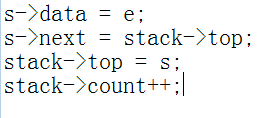 s->data = e;
s->next = stack->top;
stack->top = s;
stack->count++;